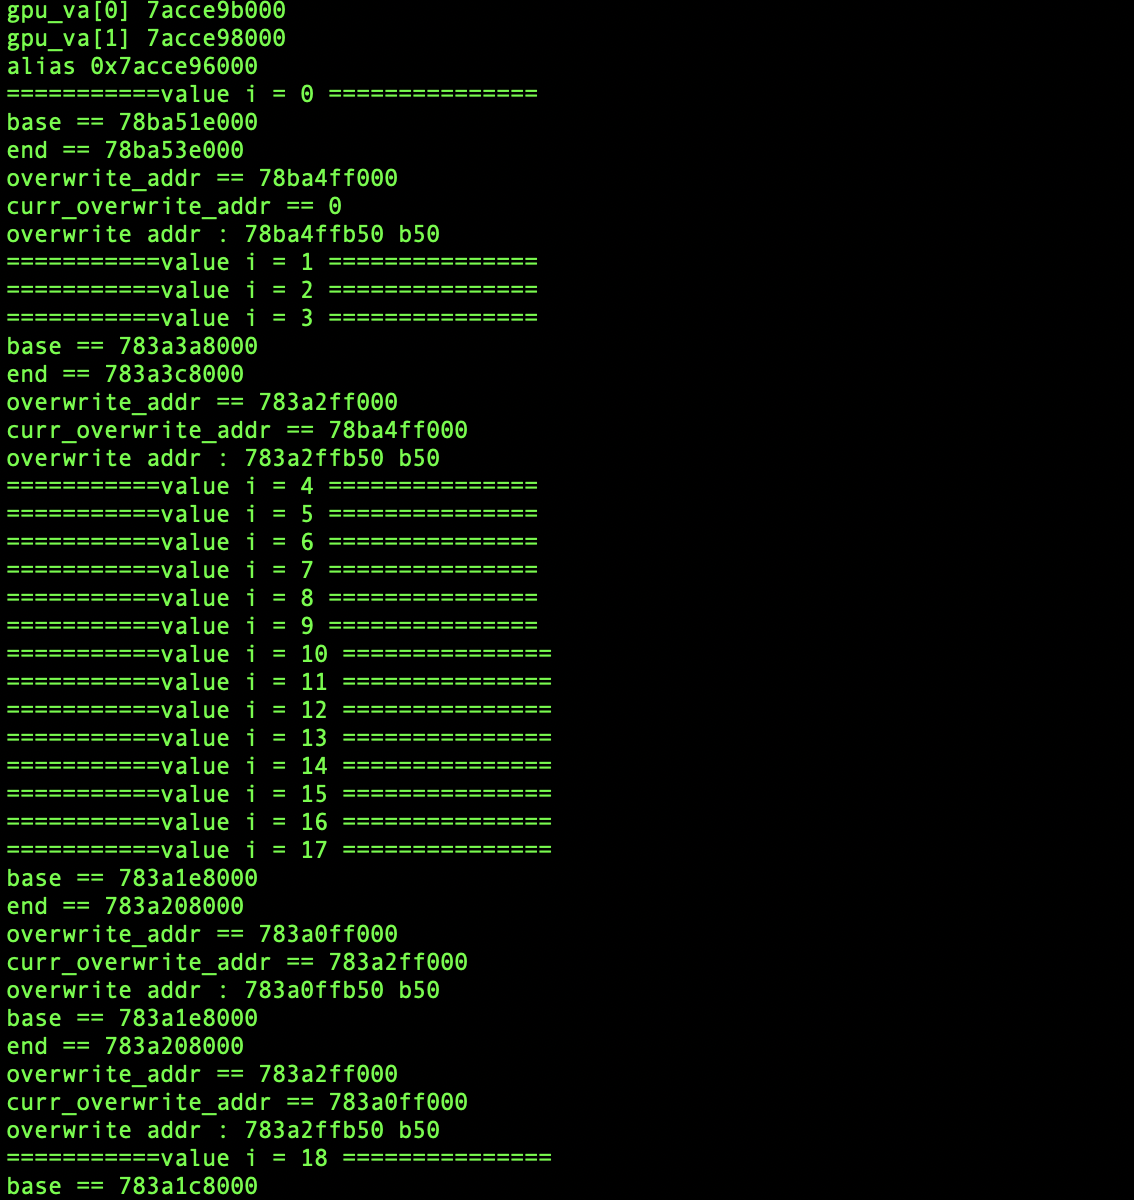 gpu_va[0] 7acce9b000
gpu_va[1] 7acce98000
alias 0x7acce96000
===========value i = 0 ===============
base == 78ba51e000
end == 78ba53e000
overwrite_addr == 78ba4ff000
curr_overwrite_addr == 0
overwrite addr : 78ba4ffb50 b50
===========value i = 1 ===============
===========value i = 2 ===============
===========value i = 3 ===============
base == 783a3a8000
end == 783a3c8000
overwrite_addr == 783a2ff000
curr_overwrite_addr == 78ba4ff000
overwrite addr : 783a2ffb50 b50
===========value i = 4 ===============
===========value i = 5 ===============
===========value i = 6 ===============
===========value i = 7 ===============
===========value i = 8 ===============
===========value i = 9 ===============
===========value i = 10 ===============
===========value i = 11 ===============
===========value i = 12 ===============
===========value i = 13 ===============
===========value i = 14 ===============
===========value i = 15 ===============
===========value i = 16 ===============
===========value i = 17 ===============
base == 783a1e8000
end == 783a208000
overwrite_addr == 783a0ff000
curr_overwrite_addr == 783a2ff000
overwrite addr : 783a0ffb50 b50
base == 783a1e8000
end == 783a208000
overwrite_addr == 783a2ff000
curr_overwrite_addr == 783a0ff000
overwrite addr : 783a2ffb50 b50
===========value i = 18 ===============
base == 783a1c8000